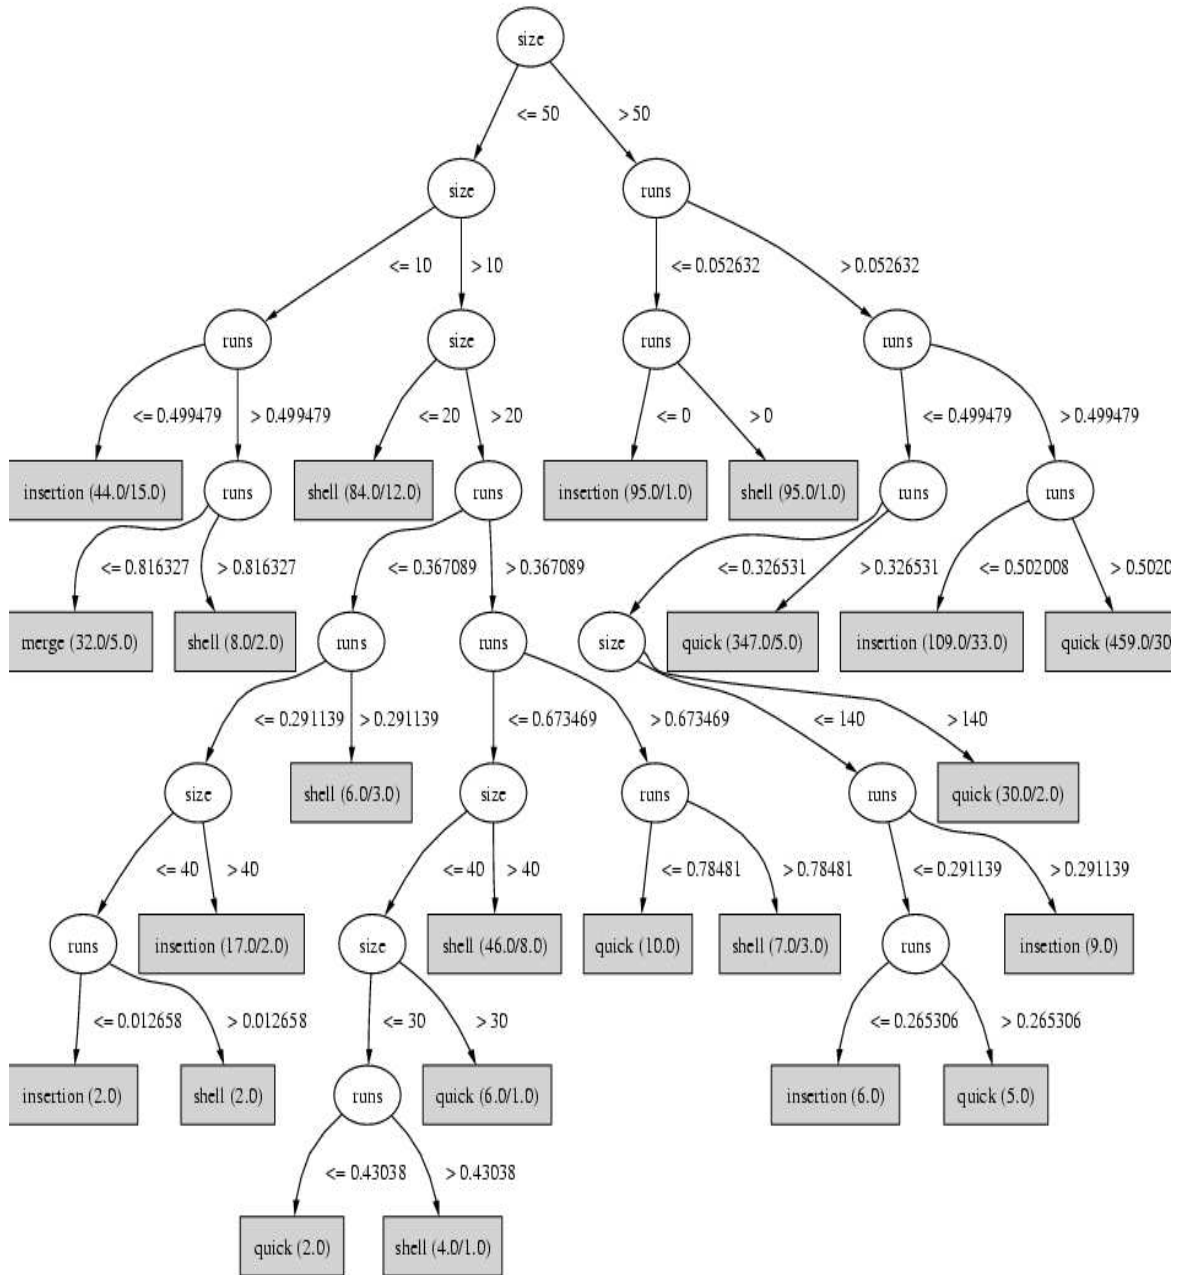 size
<= 50
> 50
size
runs
<= 10
> 10
<= 0.052632
> 0.052632
runs
size
runs
runs
<= 0.499479
> 0.499479
<= 20
> 20
<= 0
> 0
<= 0.499479
> 0.499479
insertion (44.0/15.0)
runs
shell (84.0/12.0)
runs
insertion (95.0/1.0)
shell (95.0/1.0)
runs
runs
<= 0.816327
> 0.816327
<= 0.367089
> 0.367089
<= 0.326531
> 0.326531
<= 0.502008
> 0.5020
merge (32.0/5.0)
shell (8.0/2.0)
runs
runs
size
quick (347.0/5.0)
insertion (109.0/33.0)
quick (459.0/30
<= 0.291139
> 0.291139
<= 0.673469
> 0.673469
<= 140
> 140
size
shell (6.0/3.0)
size
runs
runs
quick (30.0/2.0)
<= 40
> 40
<= 40
> 40
<= 0.78481
> 0.78481
<= 0.291139
> 0.291139
runs
insertion (17.0/2.0)
size
shell (46.0/8.0)
quick (10.0)
shell (7.0/3.0)
runs
insertion (9.0)
<= 0.012658
> 0.012658
<= 30
> 30
<= 0.265306
> 0.265306
insertion (2.0)
shell (2.0)
runs
quick (6.0/1.0)
insertion (6.0)
quick (5.0)
<= 0.43038
> 0.43038
quick (2.0)
shell (4.0/1.0)